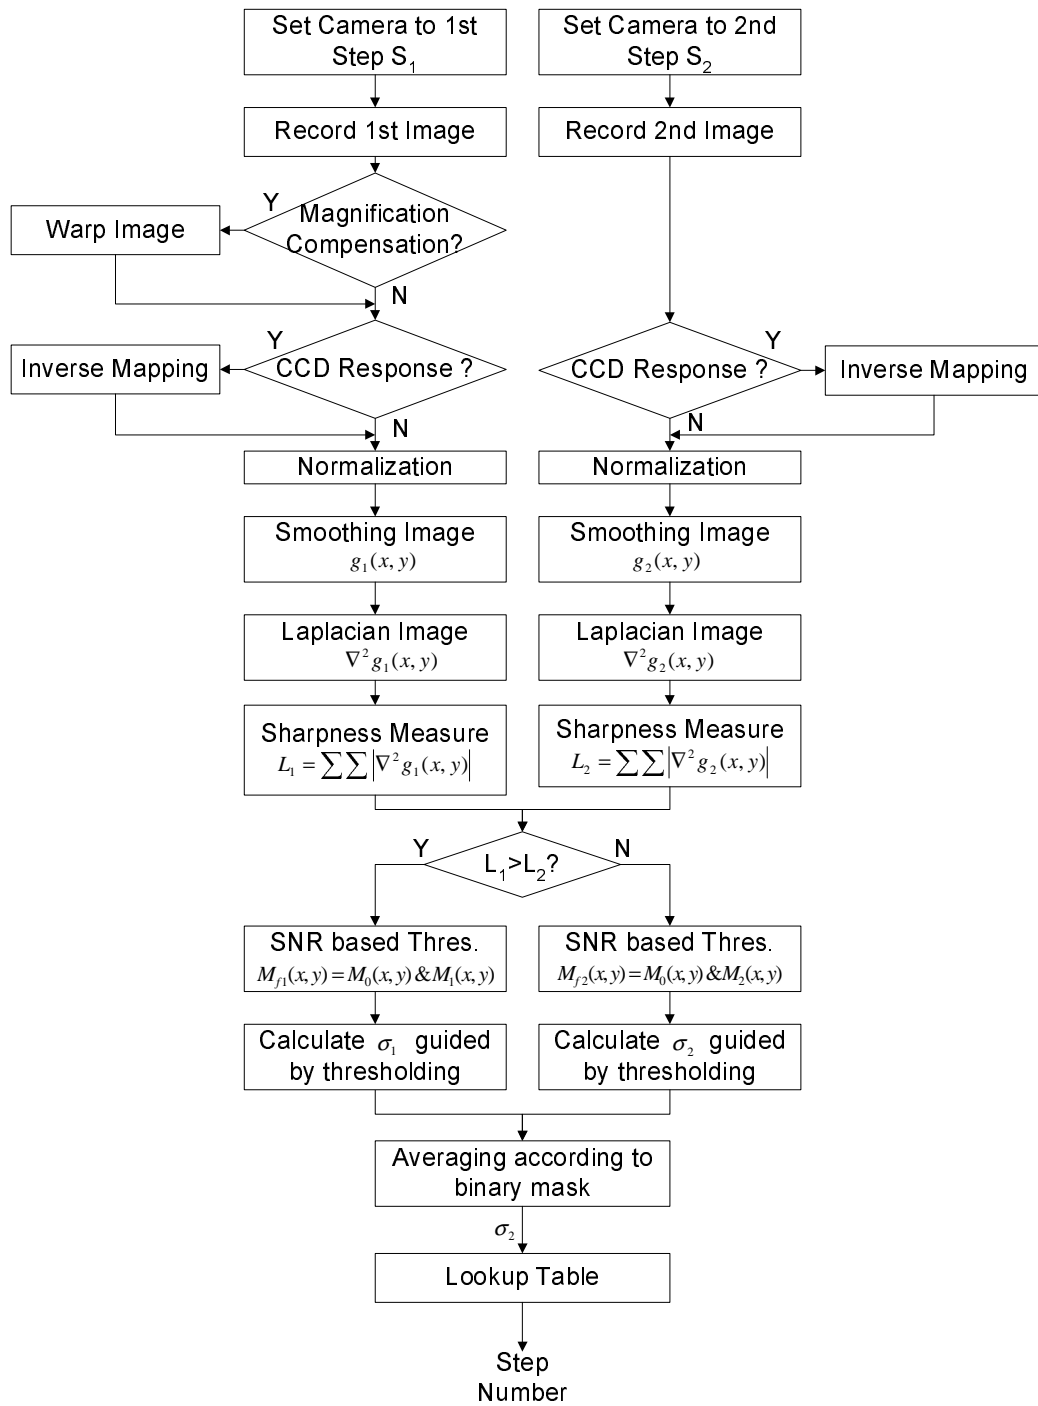 Set Camera to 1st
Step S₁
Set Camera to 2nd
Step S₂
Record 1st Image
Record 2nd Image
Y
Magnification
Compensation?
Warp Image
N
Y
CCD Response ?
Inverse Mapping
N
Y
CCD Response ?
Inverse Mapping
N
Normalization
Normalization
Smoothing Image
g₁(x, y)
Smoothing Image
g₂(x, y)
Laplacian Image
∇²g₁(x, y)
Laplacian Image
∇²g₂(x, y)
Sharpness Measure
L₁ = ∑∑|∇²g₁(x, y)|
Sharpness Measure
L₂ = ∑∑|∇²g₂(x, y)|
Y
L₁>L₂?
N
SNR based Thres.
M_{f1}(x, y) = M₀(x, y) & M₁(x, y)
SNR based Thres.
M_{f2}(x, y) = M₀(x, y) & M₂(x, y)
Calculate σ₁ guided
by thresholding
Calculate σ₂ guided
by thresholding
Averaging according to
binary mask
σ₂
Lookup Table
Step
Number